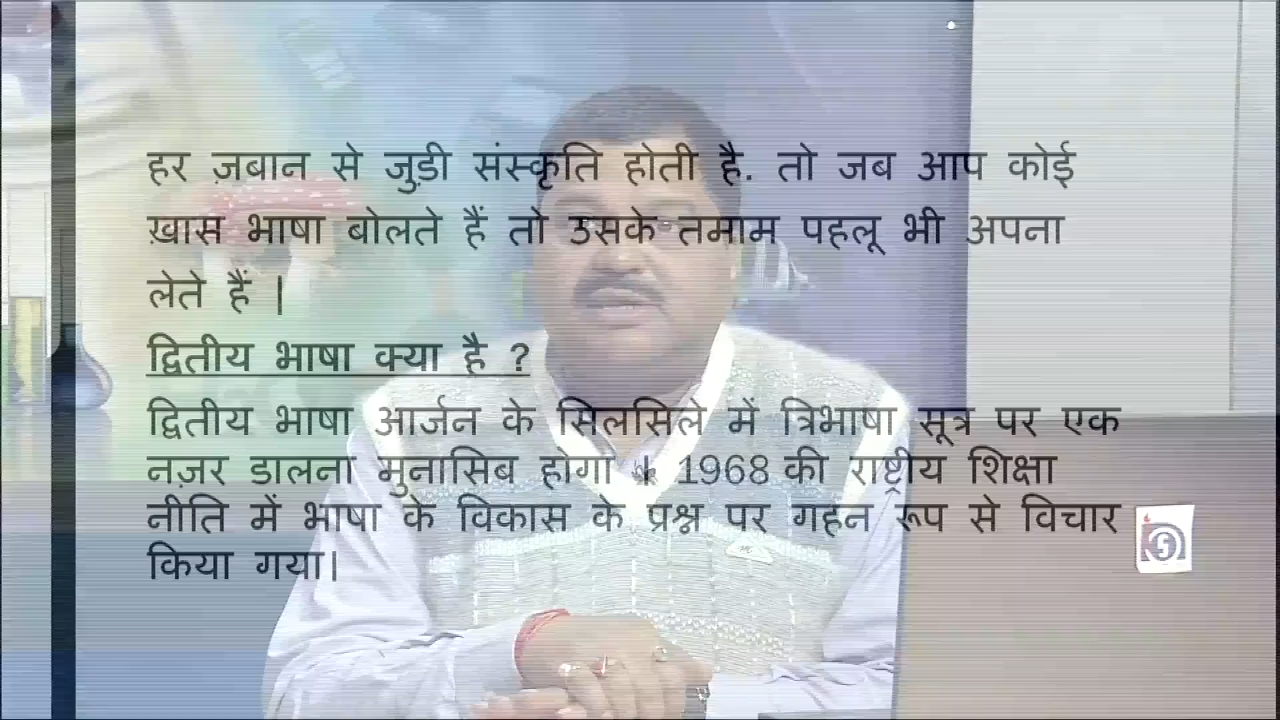 हर ज़बान से जुड़ी संस्कृति होती है. तो जब आप कोई
ख़ास भाषा बोलते हैं तो उसके तमाम पहलू भी अपना
लेते हैं |
द्वितीय भाषा क्या है ?
द्वितीय भाषा आर्जन के सिलसिले में त्रिभाषा सूत्र पर एक
नज़र डालना मुनासिब होगा | 1968 की राष्ट्रीय शिक्षा
नीति में भाषा के विकास के प्रश्न पर गहन रूप से विचार
किया गया।